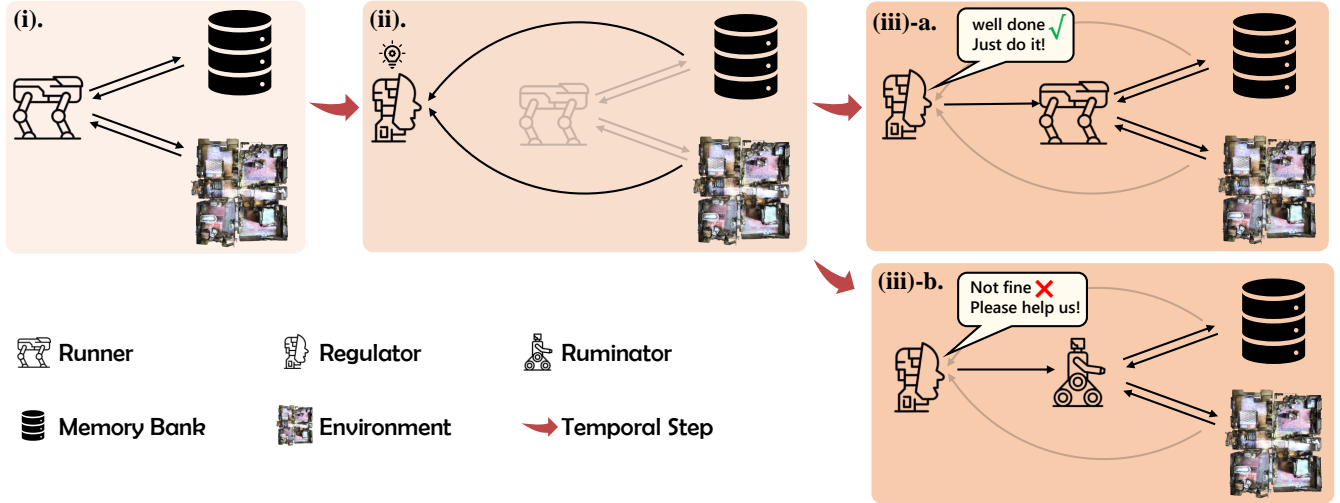 (i).
(ii).
(iii)-a.
well done √
Just do it!
(iii)-b.
Not fine ❌
Please help us!
Runner
Regulator
Ruminator
Memory Bank
Environment
Temporal Step